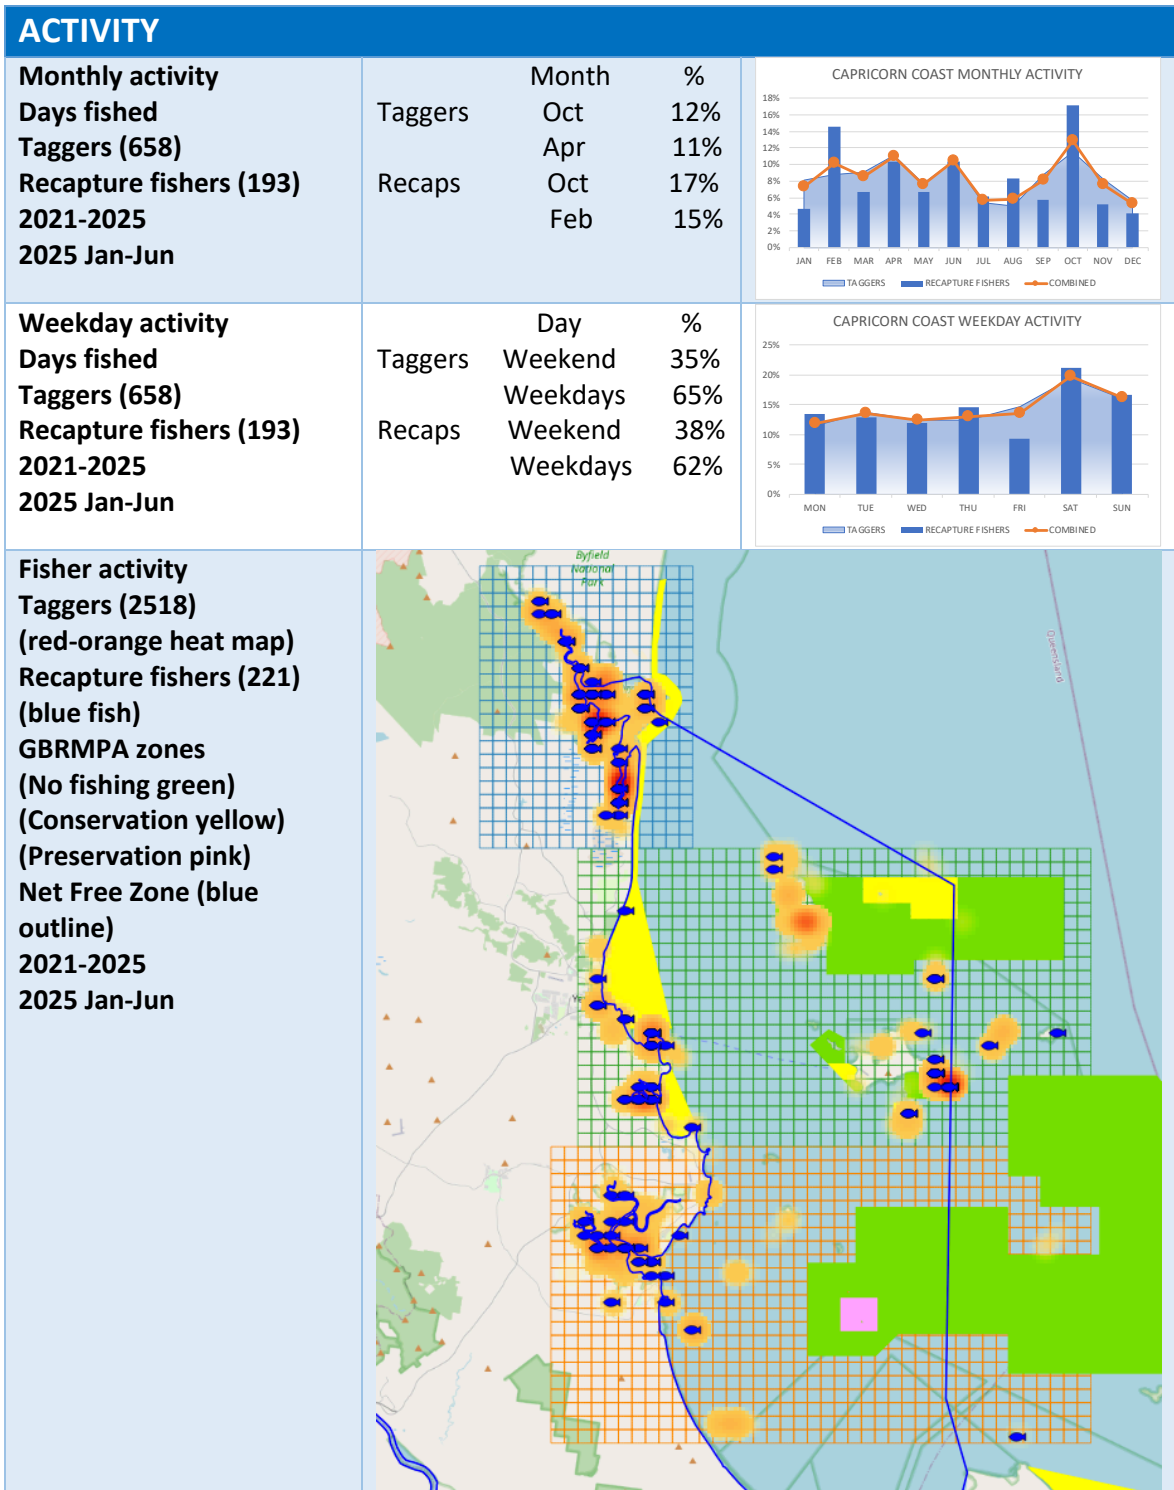 ACTIVITY
Monthly activity
Days fished
Taggers (658)
Recapture fishers (193)
2021-2025
2025 Jan-Jun
Month %
Taggers Oct 12%
Apr 11%
Recaps Oct 17%
Feb 15%
CAPRICORN COAST MONTHLY ACTIVITY
18%
16%
14%
12%
10%
8%
6%
4%
2%
0%
JAN FEB MAR APR MAY JUN JUL AUG SEP OCT NOV DEC
TAGGERS RECAPTURE FISHERS COMBINED
Weekday activity
Days fished
Taggers (658)
Recapture fishers (193)
2021-2025
2025 Jan-Jun
Day %
Taggers Weekend 35%
Weekdays 65%
Recaps Weekend 38%
Weekdays 62%
CAPRICORN COAST WEEKDAY ACTIVITY
25%
20%
15%
10%
5%
0%
MON TUE WED THU FRI SAT SUN
TAGGERS RECAPTURE FISHERS COMBINED
Fisher activity
Taggers (2518)
(red-orange heat map)
Recapture fishers (221)
(blue fish)
GBRMPA zones
(No fishing green)
(Conservation yellow)
(Preservation pink)
Net Free Zone (blue
outline)
2021-2025
2025 Jan-Jun
Byfield
National
Park
Queensland